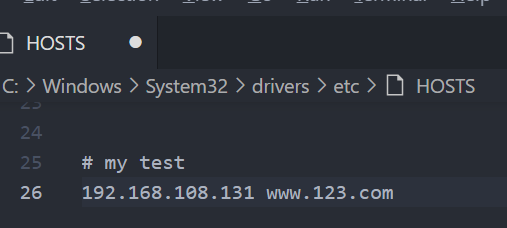 HOSTS
C: > Windows > System32 > drivers > etc > HOSTS
24
25 # my test
26 192.168.108.131 www.123.com